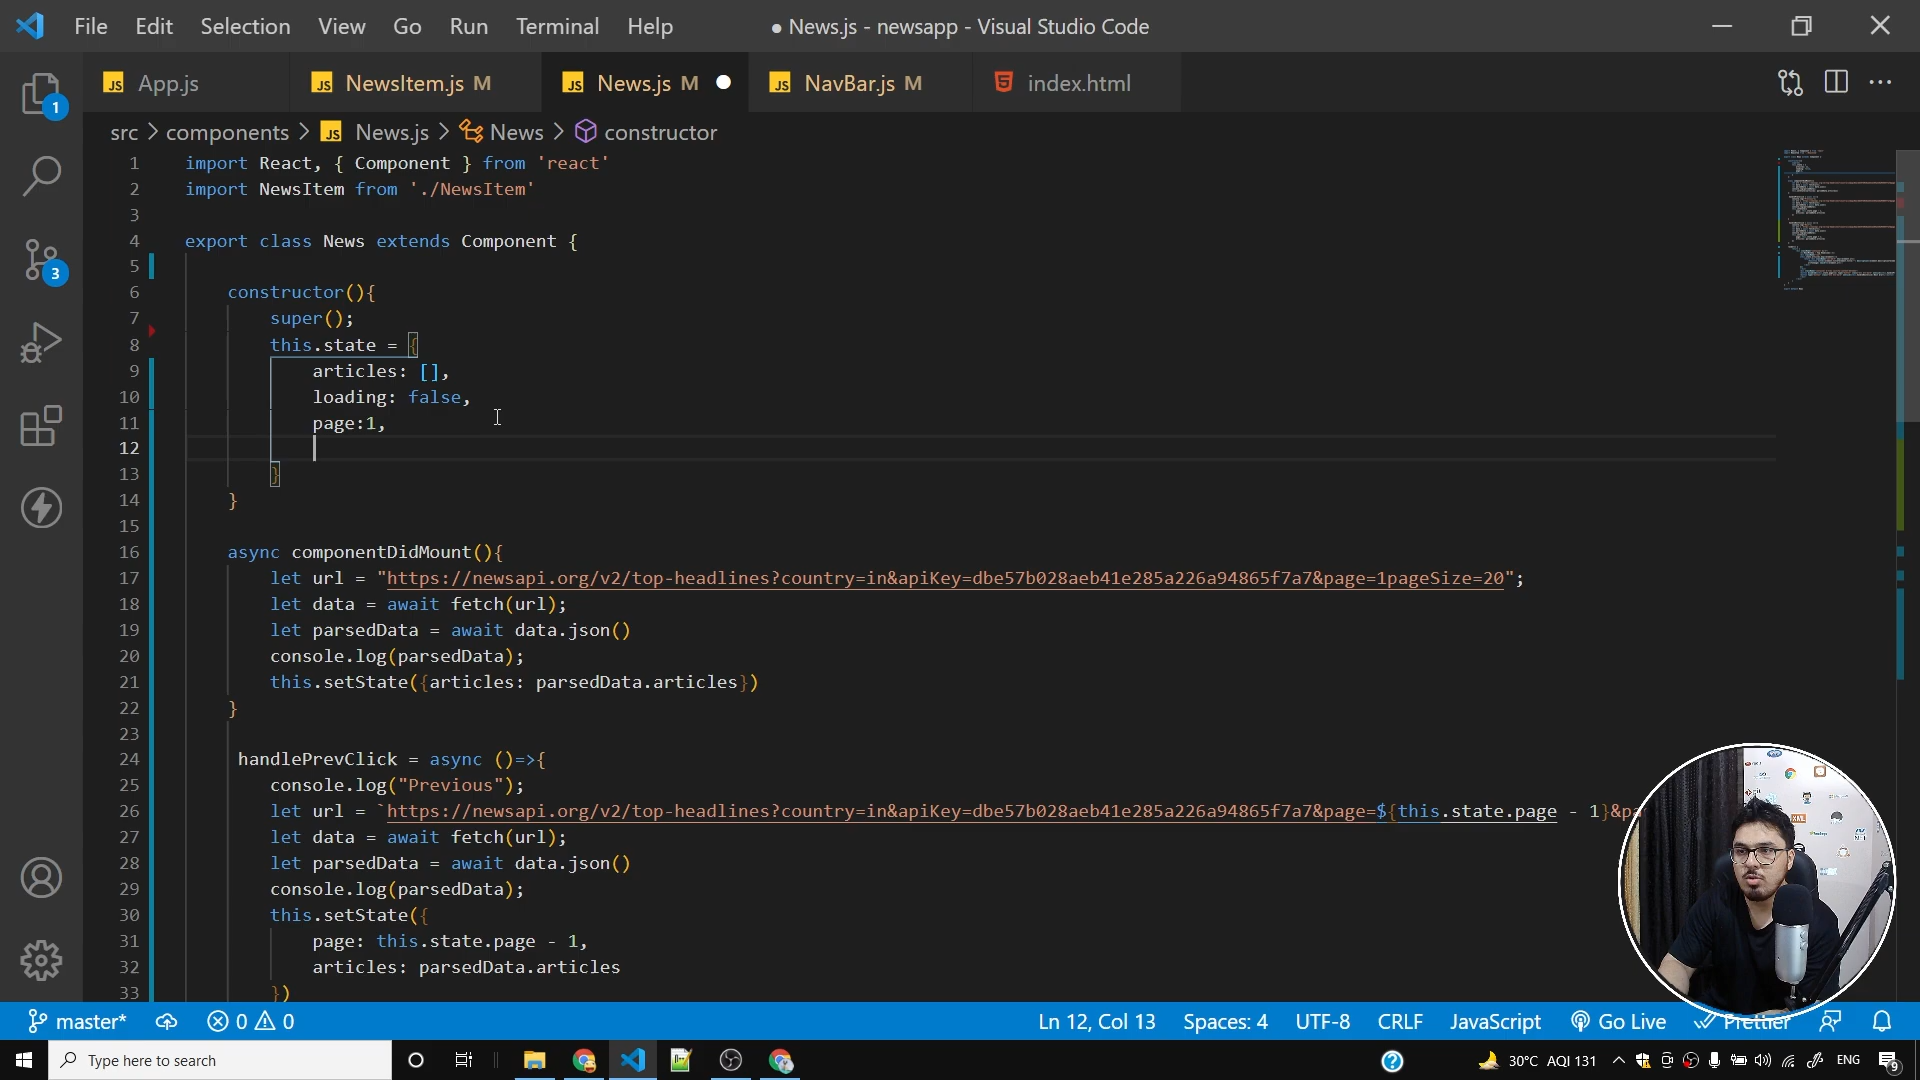 File Edit Selection View Go Run Terminal Help
● News.js - newsapp - Visual Studio Code
JS App.js
JS NewsItem.js M
JS News.js M
JS NavBar.js M
index.html
src > components > JS News.js > News > constructor
1 import React, { Component } from 'react'
2 import NewsItem from './NewsItem'
3
4 export class News extends Component {
5
6 constructor(){
7 super();
8 this.state = {
9 articles: [],
10 loading: false,
11 page:1,
12
13 }
14 }
15
16 async componentDidMount(){
17 let url = "https://newsapi.org/v2/top-headlines?country=in&apiKey=dbe57b028aeb41e285a226a94865f7a7&page=1pageSize=20";
18 let data = await fetch(url);
19 let parsedData = await data.json()
20 console.log(parsedData);
21 this.setState({articles: parsedData.articles})
22 }
23
24 handlePrevClick = async ()=>{
25 console.log("Previous");
26 let url = `https://newsapi.org/v2/top-headlines?country=in&apiKey=dbe57b028aeb41e285a226a94865f7a7&page=${this.state.page - 1}&pa
27 let data = await fetch(url);
28 let parsedData = await data.json()
29 console.log(parsedData);
30 this.setState({
31 page: this.state.page - 1,
32 articles: parsedData.articles
33 })
1
3
master* 0 0 Ln 12, Col 13 Spaces: 4 UTF-8 CRLF JavaScript Go Live Prettier
Type here to search
30°C AQI 131 ENG 9